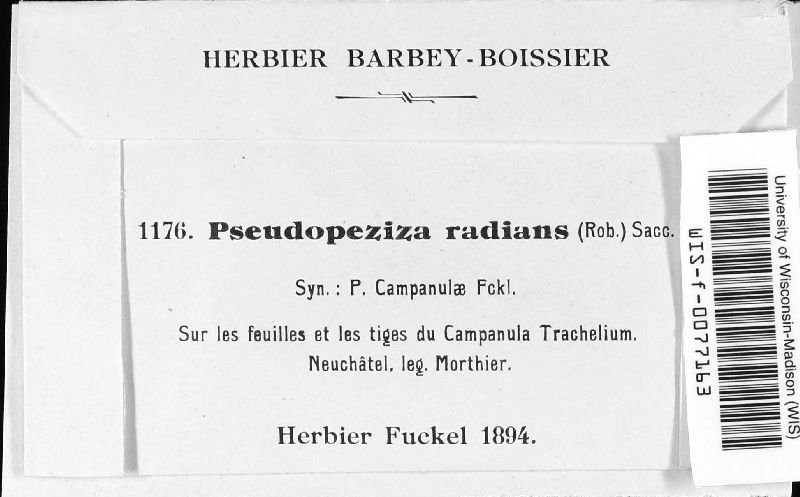 HERBIER BARBEY-BOISSIER
1176. Pseudopeziza radians (Rob.) Sacc.
Syn.: P. Campanulæ Fckl.
Sur les feuilles et les tiges du Campanula Trachelium.
Neuchâtel, leg. Morthier.
Herbier Fuckel 1894.
University of Wisconsin-Madison (WIS)
WIS-f-0077163